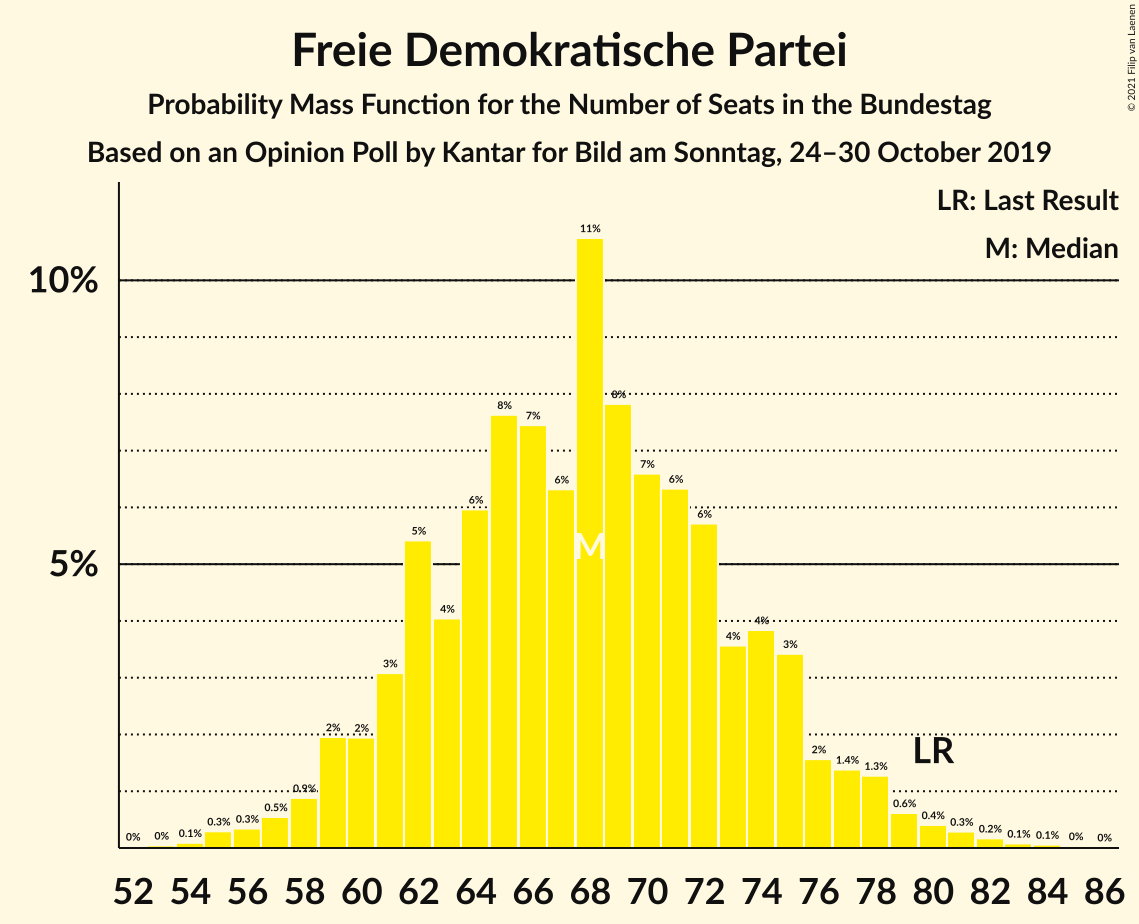 Freie Demokratische Partei
Probability Mass Function for the Number of Seats in the Bundestag
Based on an Opinion Poll by Kantar for Bild am Sonntag, 24–30 October 2019
© 2021 Filip van Laenen
LR: Last Result
M: Median
10%
5%
0% 0% 0.1% 0.3% 0.3% 0.5% 0.9% 2% 2% 3% 5% 4% 6% 8% 7% 6% 11% 8% 7% 6% 6% 4% 4% 3% 2% 1.4% 1.3% 0.6% 0.4% 0.3% 0.2% 0.1% 0.1% 0% 0%
M
LR
52 54 56 58 60 62 64 66 68 70 72 74 76 78 80 82 84 86